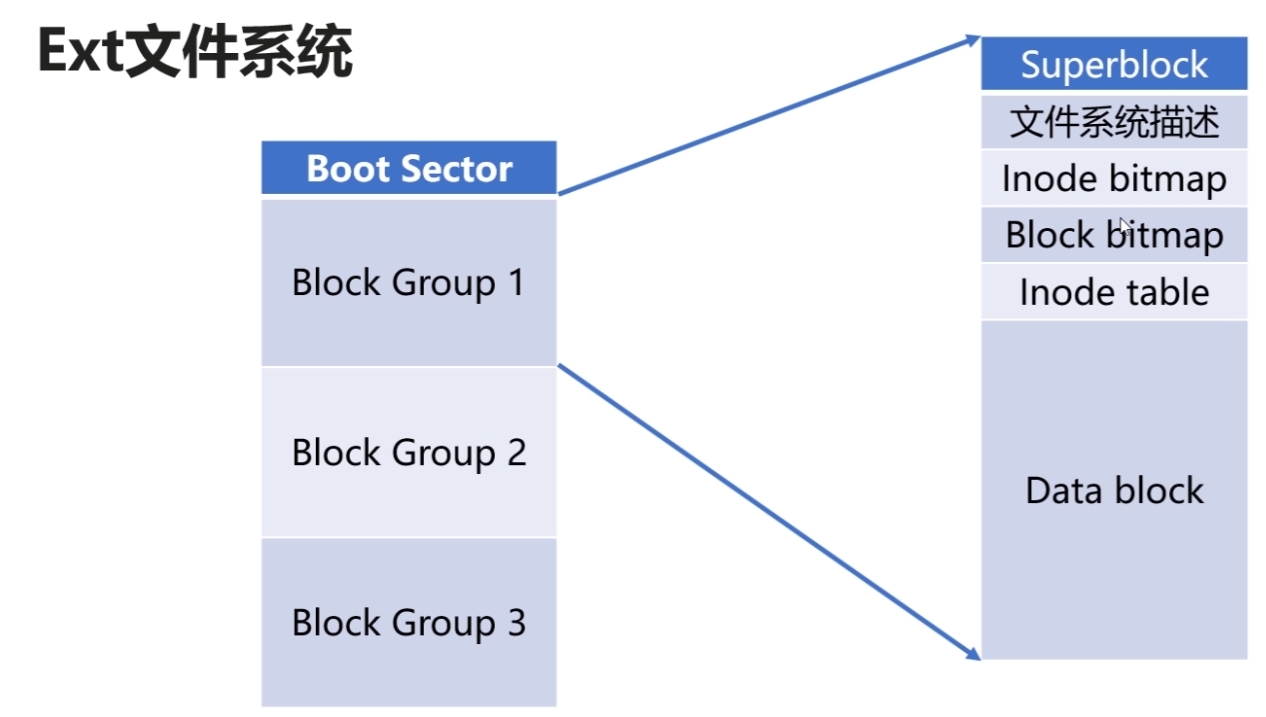 Ext文件系统
Boot Sector
Block Group 1
Block Group 2
Block Group 3
Superblock
文件系统描述
Inode bitmap
Block bitmap
Inode table
Data block